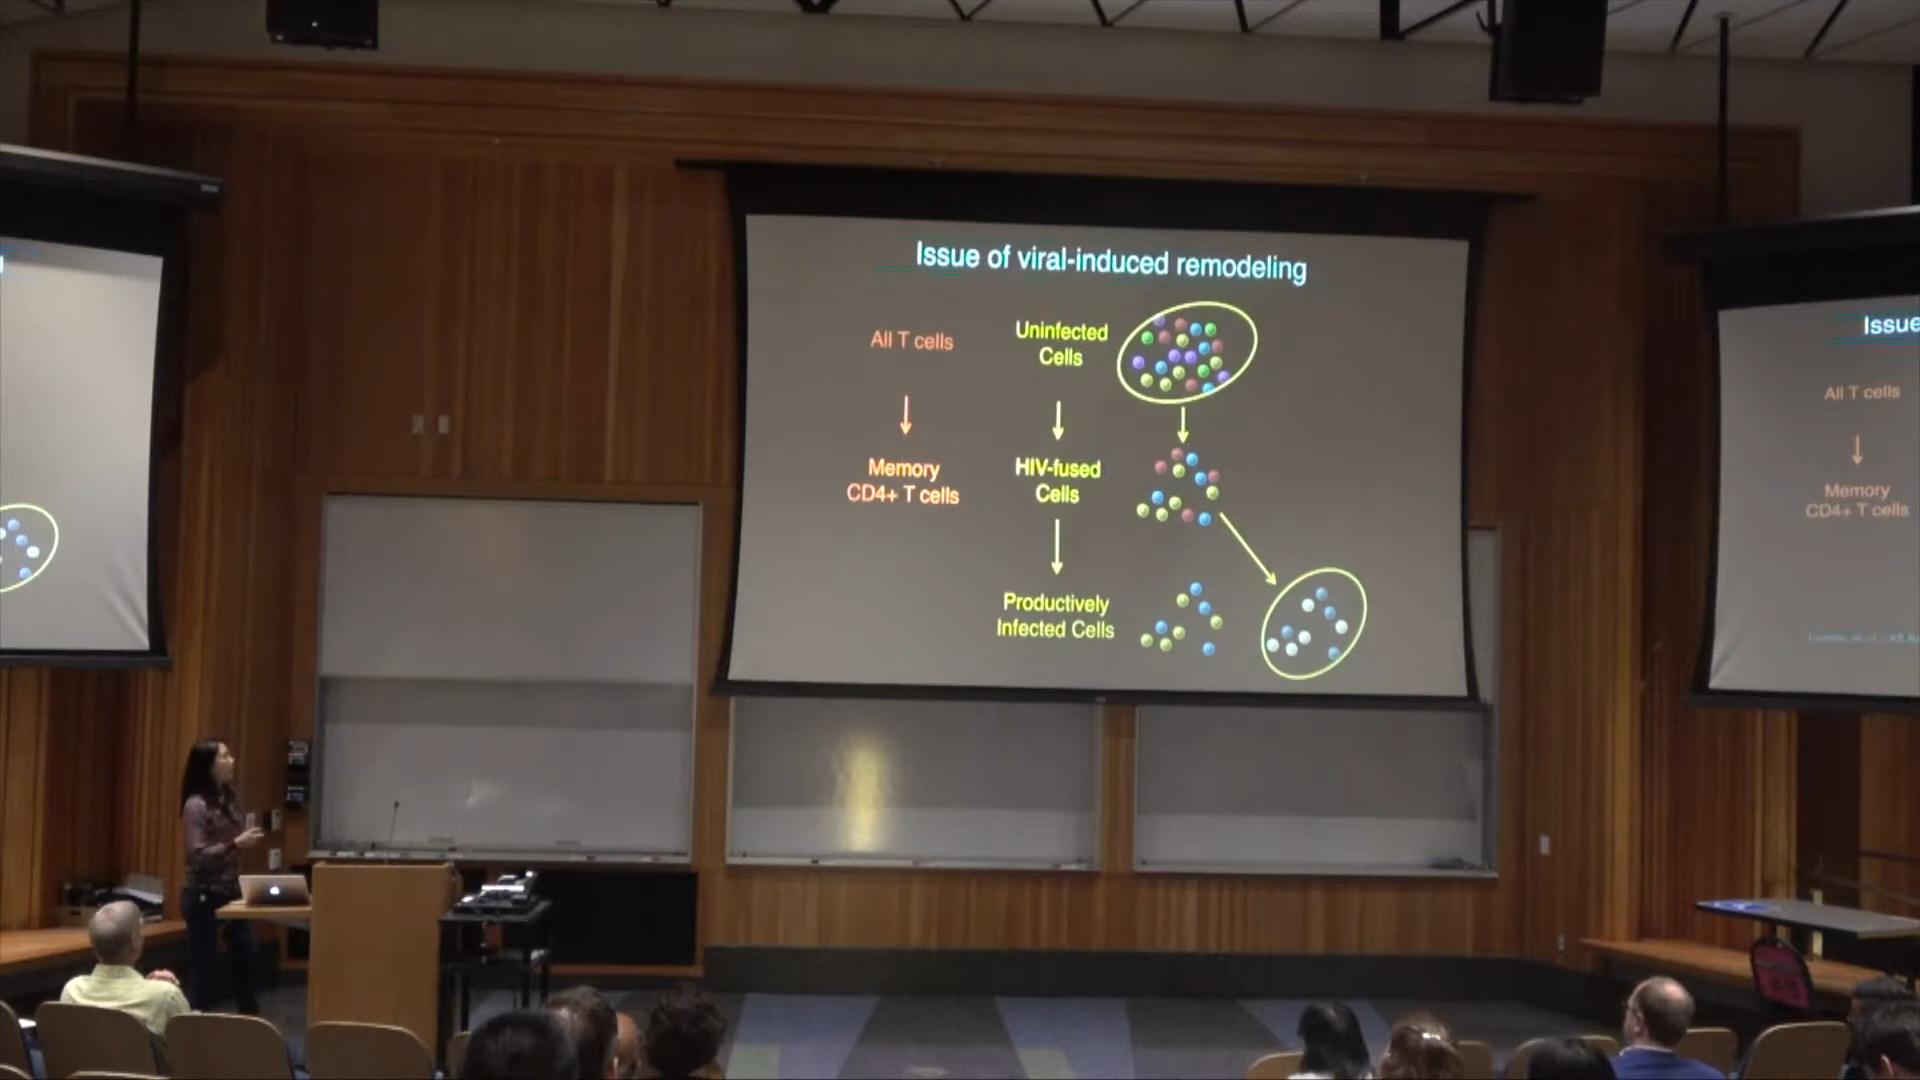 Issue of viral-induced remodeling
All T cells
Uninfected
Cells
Memory
CD4+ T cells
HIV-fused
Cells
Productively
Infected Cells
Issue
All T cells
Memory
CD4+ T cells